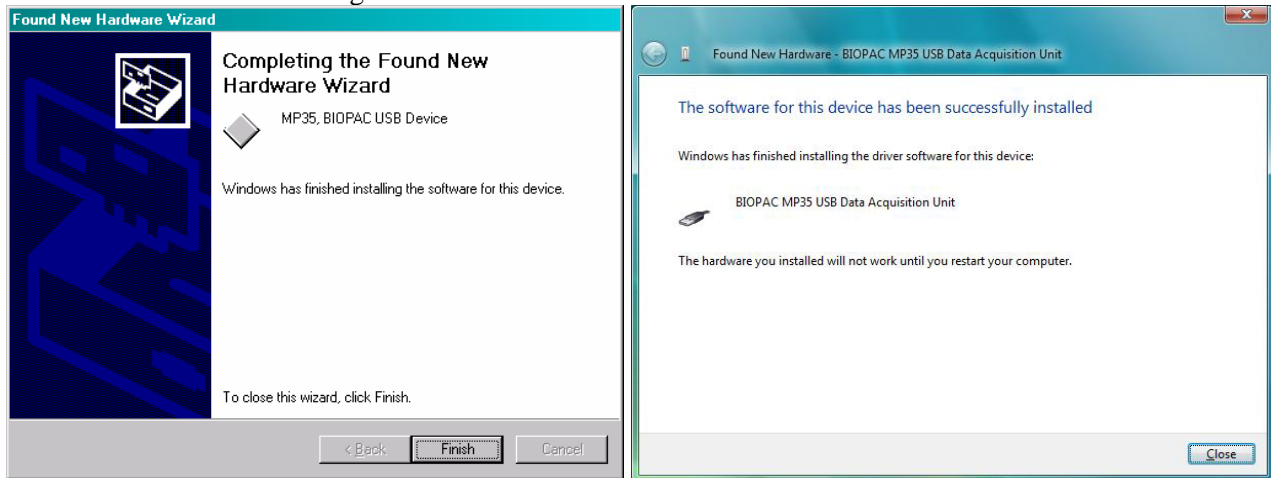 Found New Hardware Wizard
Completing the Found New
Hardware Wizard
MP35, BIOPAC USB Device
Windows has finished installing the software for this device.
To close this wizard, click Finish.
< Back
Finish
Cancel
Found New Hardware - BIOPAC MP35 USB Data Acquisition Unit
The software for this device has been successfully installed
Windows has finished installing the driver software for this device:
BIOPAC MP35 USB Data Acquisition Unit
The hardware you installed will not work until you restart your computer.
Close